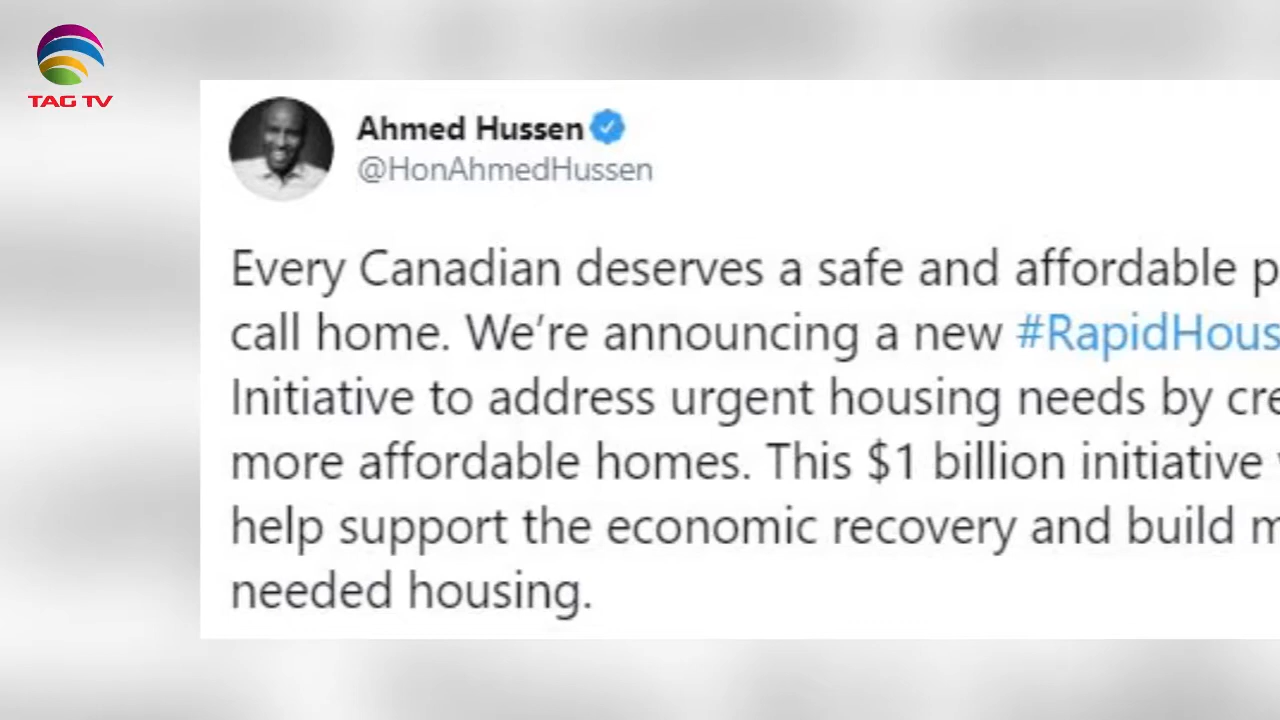 TAG TV
Ahmed Hussen
@HonAhmedHussen
Every Canadian deserves a safe and affordable p
call home. We’re announcing a new #RapidHous
Initiative to address urgent housing needs by cre
more affordable homes. This $1 billion initiative
help support the economic recovery and build m
needed housing.